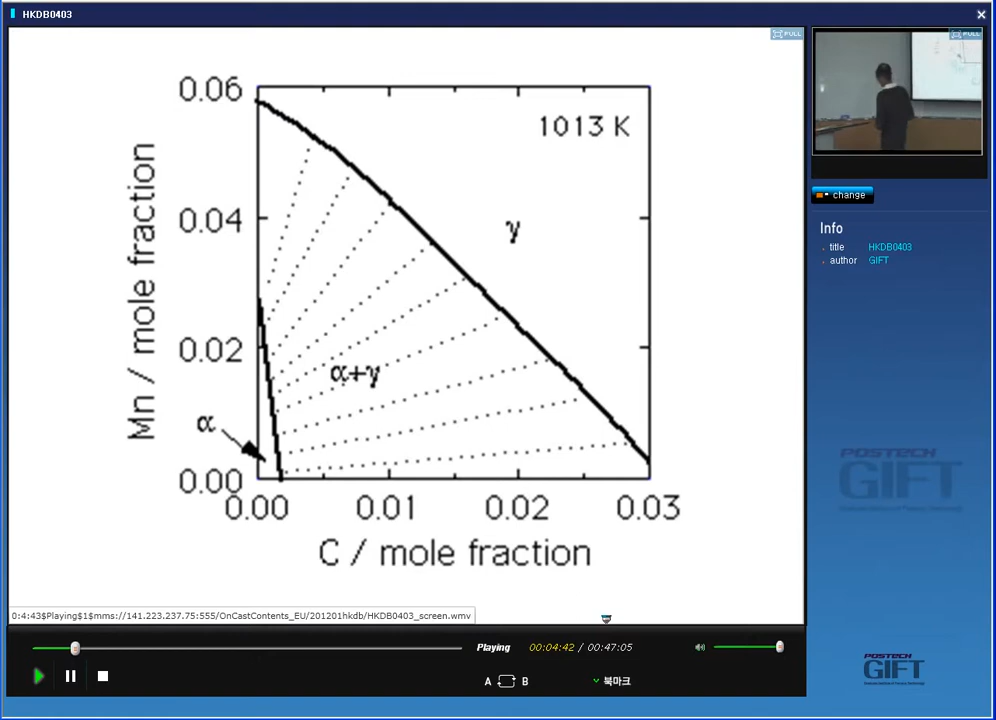 HKDB0403
FULL
0.06
0.04
0.02
0.00
Mn / mole fraction
1013 K
γ
α+γ
α
0.00 0.01 0.02 0.03
C / mole fraction
0:4:43$Playing$1$mms://141.223.237.75:555/OnCastContents_EU/201201hkdb/HKDB0403_screen.wmv
Playing 00:04:42 / 00:47:05
A B 북마크
FULL
change
Info
title HKDB0403
author GIFT
POSTECH
GIFT
POSTECH
GIFT